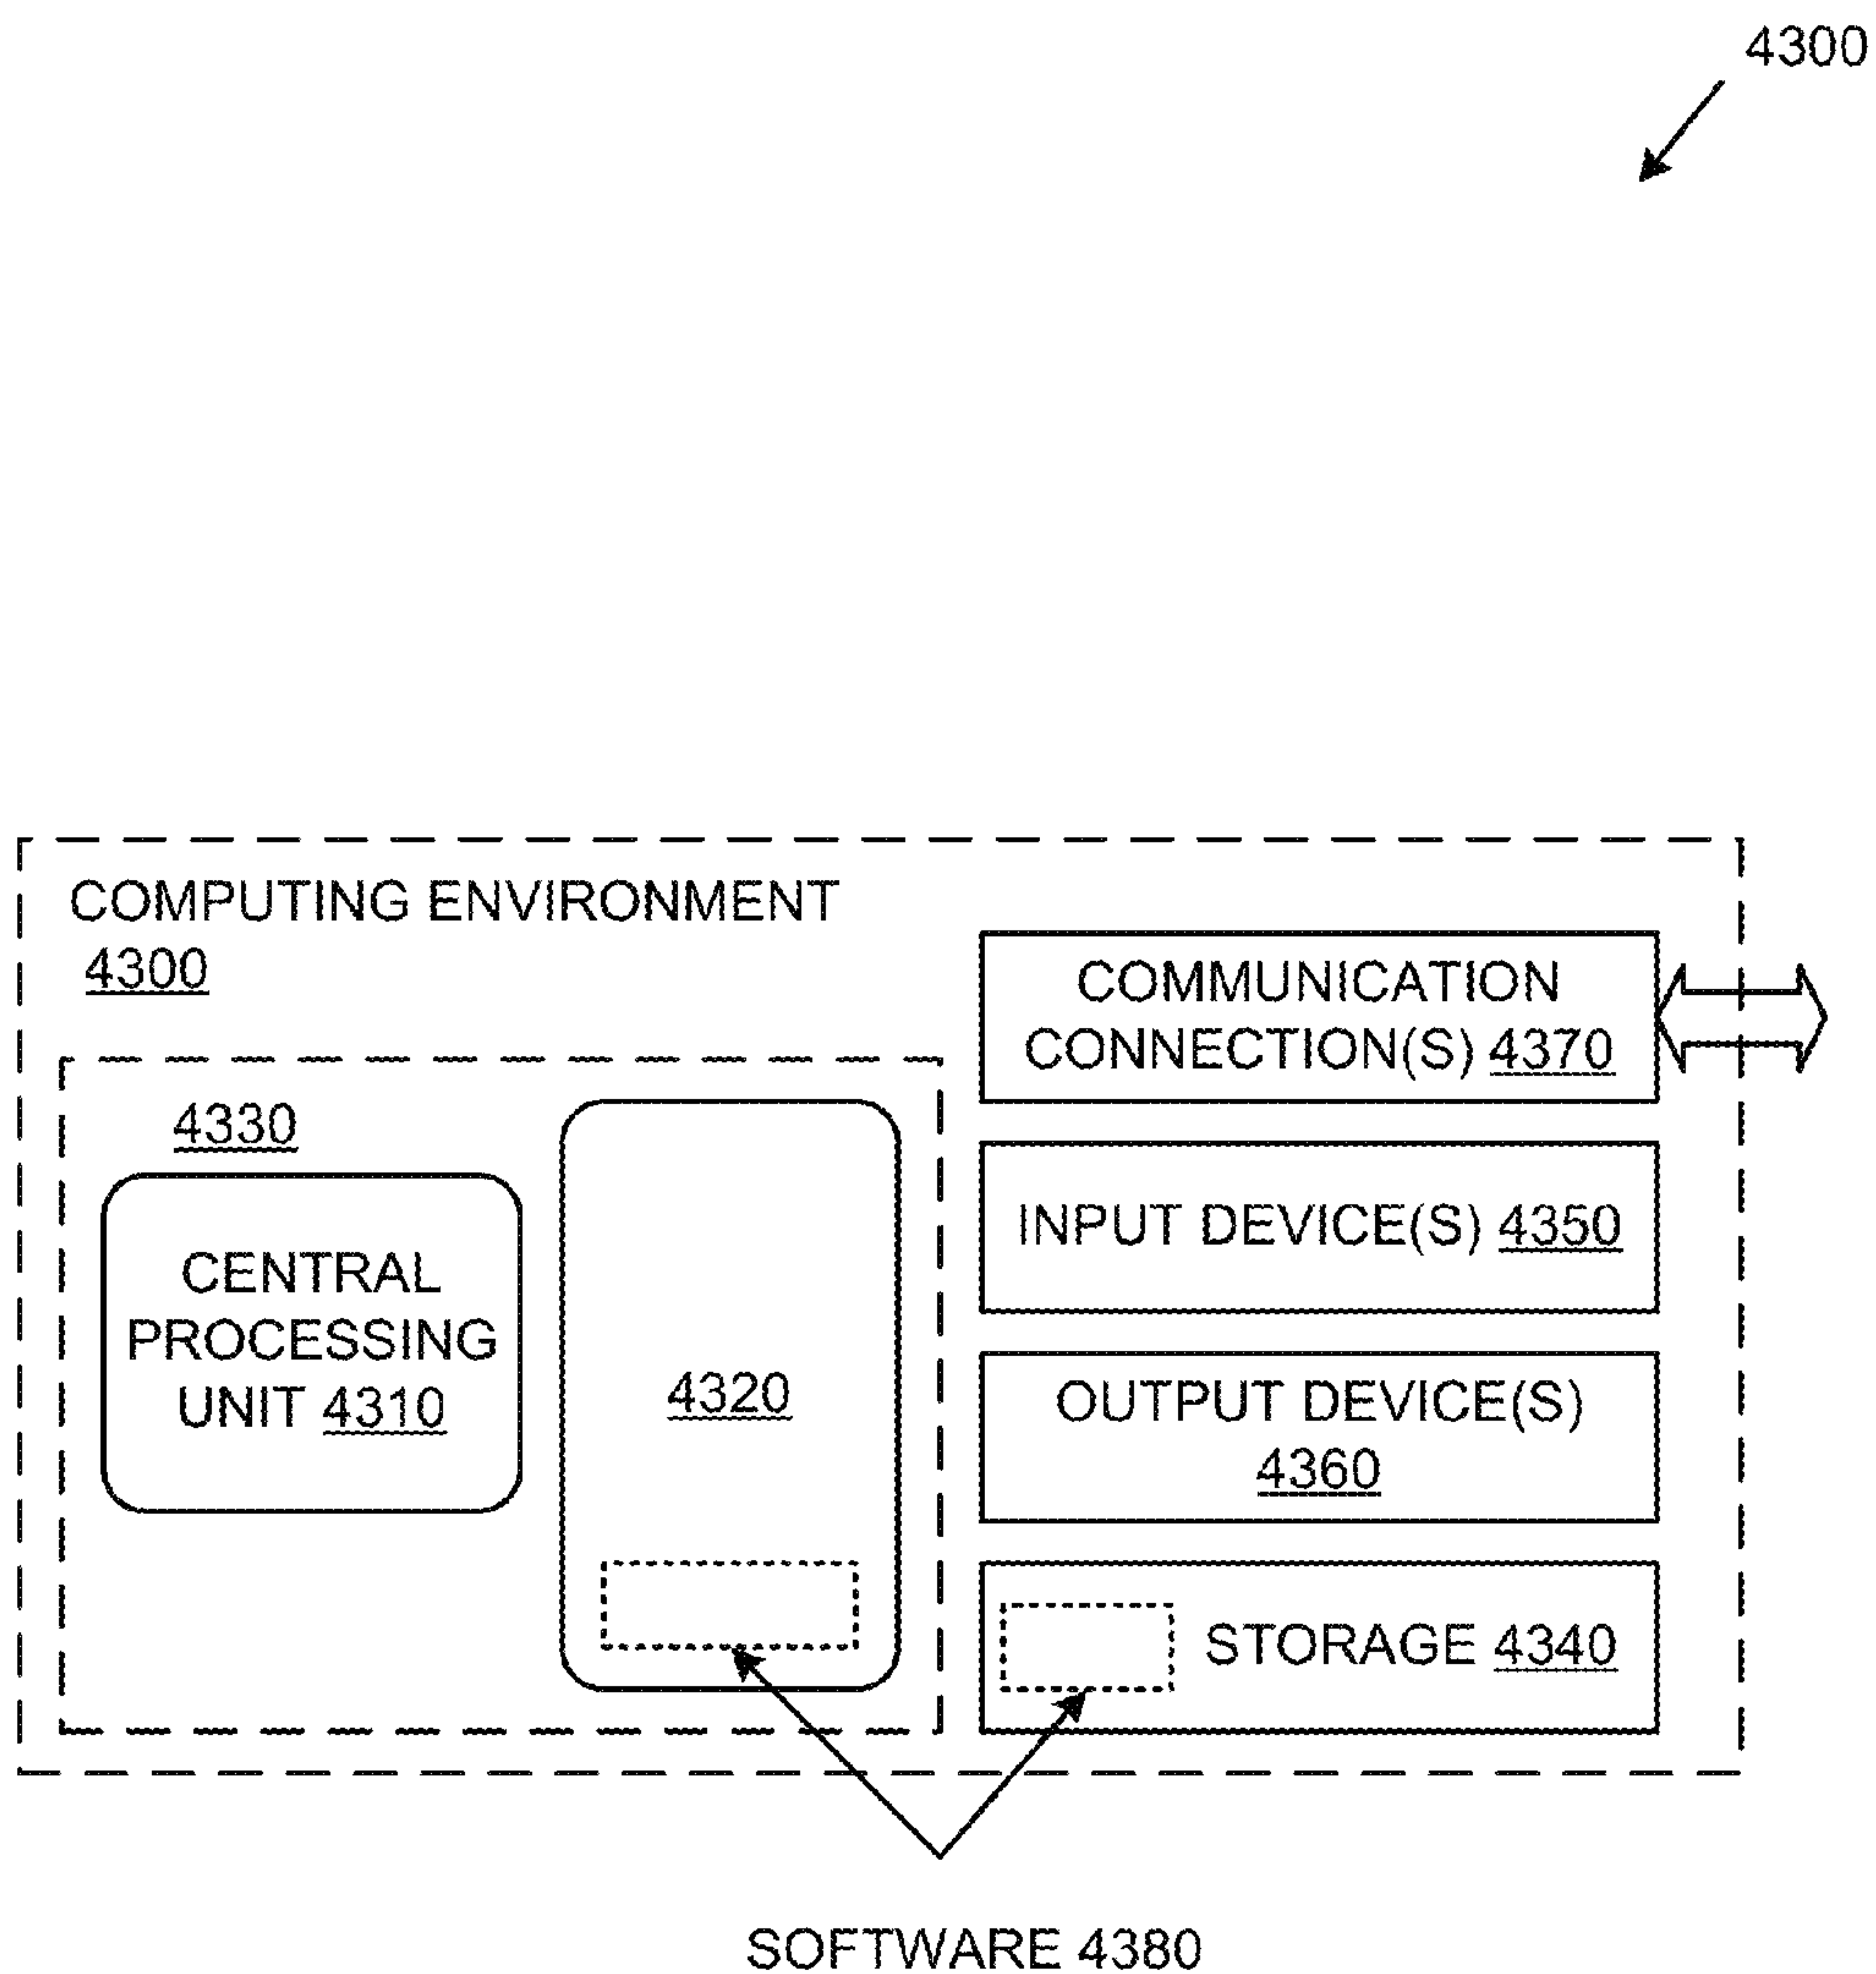 4300
COMPUTING ENVIRONMENT
4300
4330
CENTRAL
PROCESSING
UNIT 4310
4320
COMMUNICATION
CONNECTION(S) 4370
INPUT DEVICE(S) 4350
OUTPUT DEVICE(S)
4360
STORAGE 4340
SOFTWARE 4380